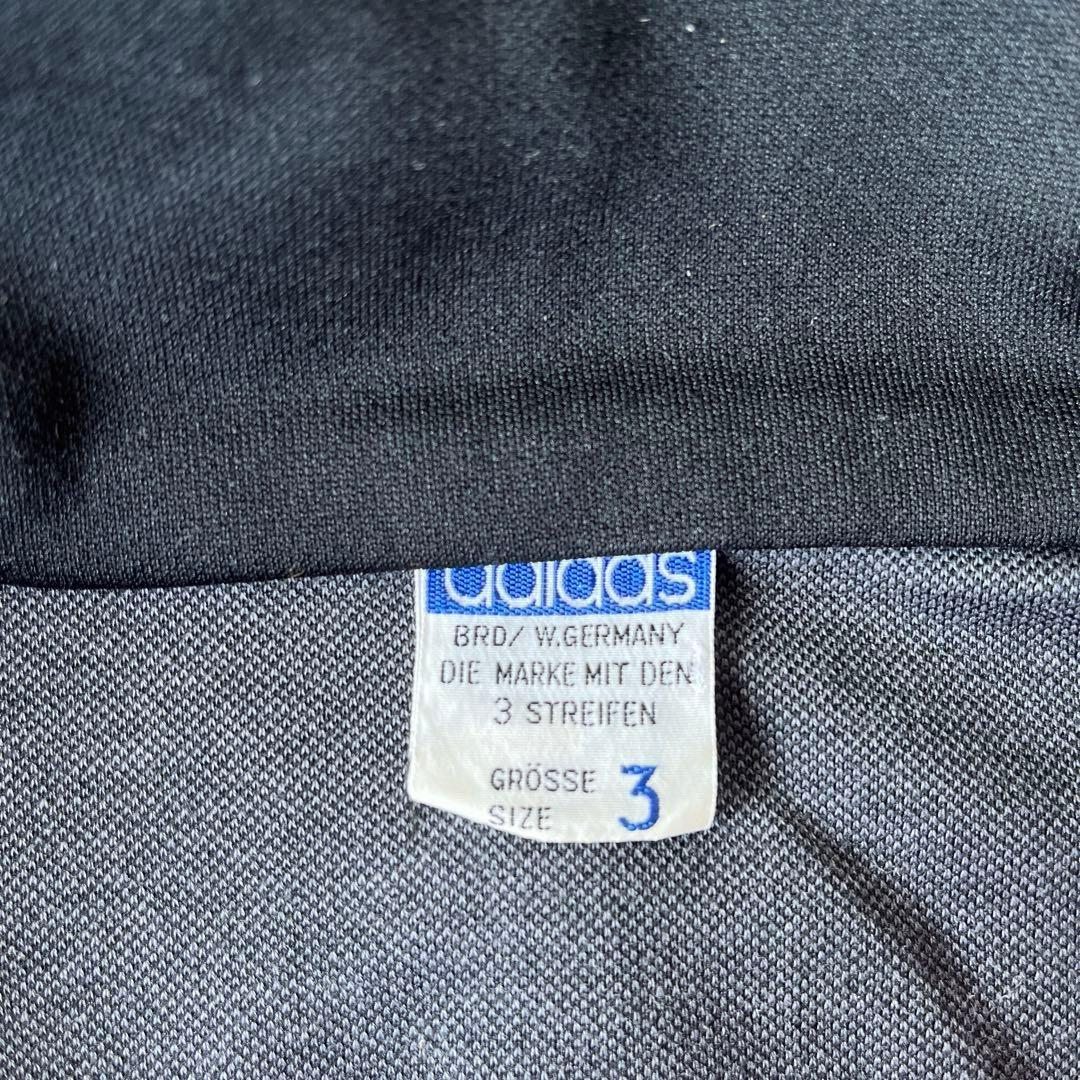 adidas
BRD/ W.GERMANY
DIE MARKE MIT DEN
3 STREIFEN
GRÖSSE 3
SIZE